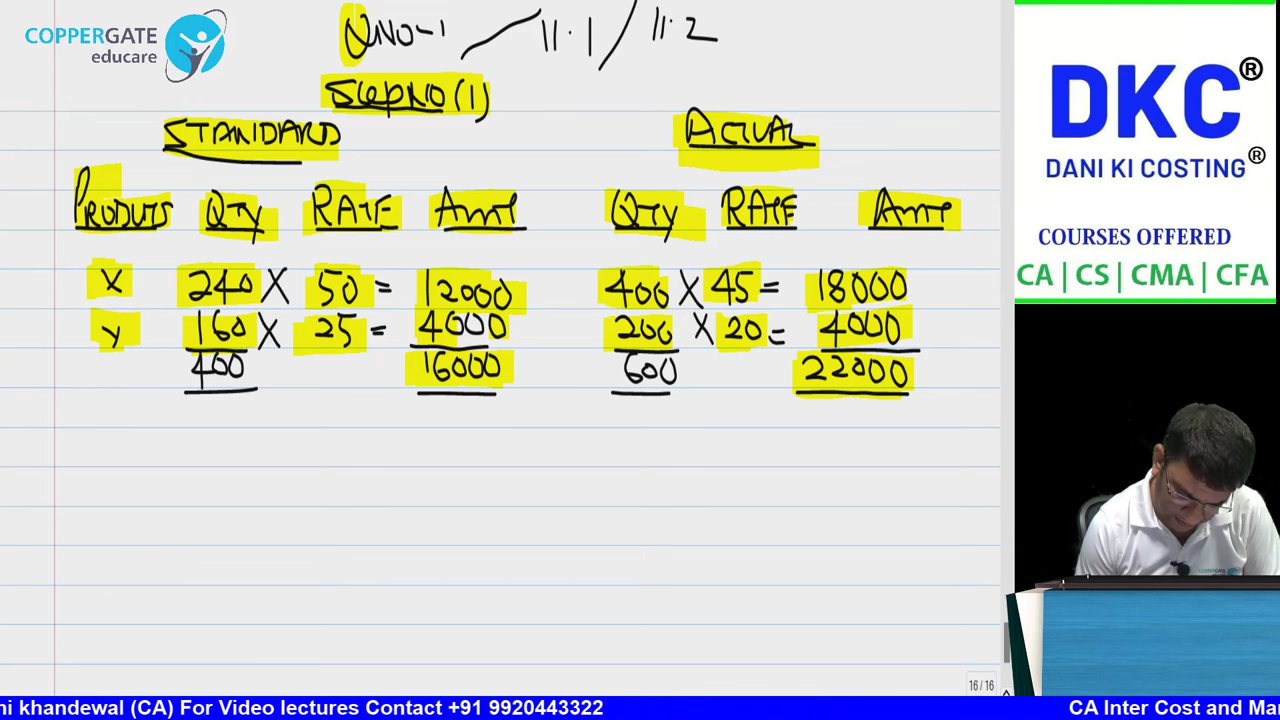 COPPERGATE
educare
QNO-1 / 11.1 / 11.2
StepNO (1)
STANDARD ACTUAL
PRODUTS QTY RATE Amt QTY RATE Amt
X 240 X 50 = 12000 400 X 45 = 18000
y 160 X 25 = 4000 200 X 20 = 4000
400 16000 600 22000
DKC®
DANI KI COSTING®
COURSES OFFERED
CA | CS | CMA | CFA
16/16
ni khandewal (CA) For Video lectures Contact +91 9920443322 CA Inter Cost and Ma